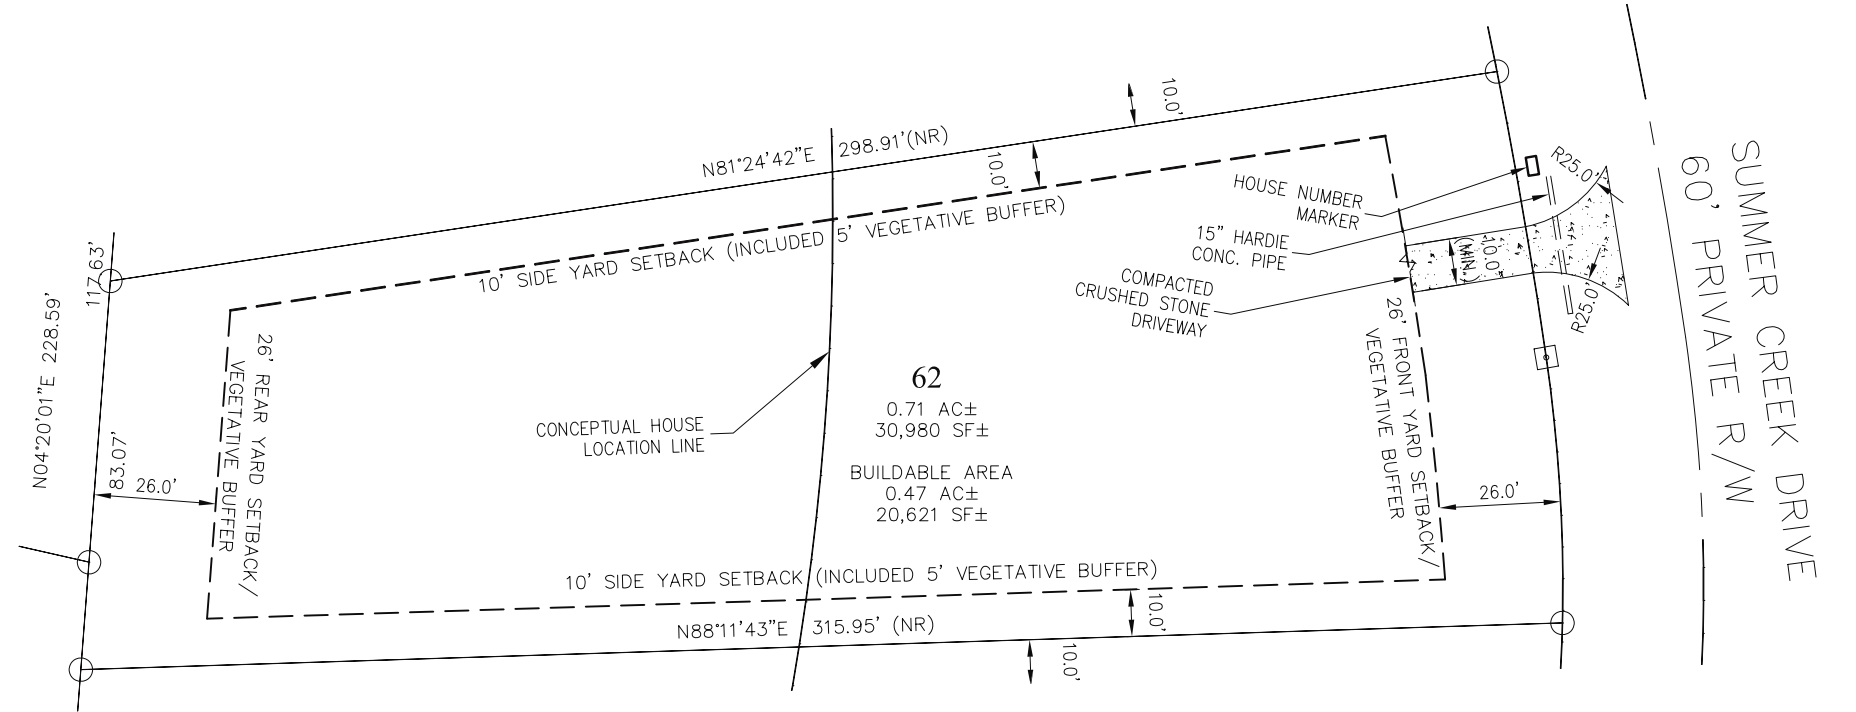 N81°24'42"E 298.91'(NR)
10.0'
10.0'
10' SIDE YARD SETBACK (INCLUDED 5' VEGETATIVE BUFFER)
HOUSE NUMBER
MARKER
15" HARDIE
CONC. PIPE
COMPACTED
CRUSHED STONE
DRIVEWAY
R25.0'
10.0'
(MIN.)
R25.0'
SUMMER CREEK DRIVE
60' PRIVATE R/W
117.63'
N04°20'01"E 228.59'
83.07'
26.0'
26' REAR YARD SETBACK/
VEGETATIVE BUFFER
CONCEPTUAL HOUSE
LOCATION LINE
62
0.71 AC±
30,980 SF±
BUILDABLE AREA
0.47 AC±
20,621 SF±
26' FRONT YARD SETBACK/
VEGETATIVE BUFFER
26.0'
10' SIDE YARD SETBACK (INCLUDED 5' VEGETATIVE BUFFER)
10.0'
N88°11'43"E 315.95' (NR)
10.0'